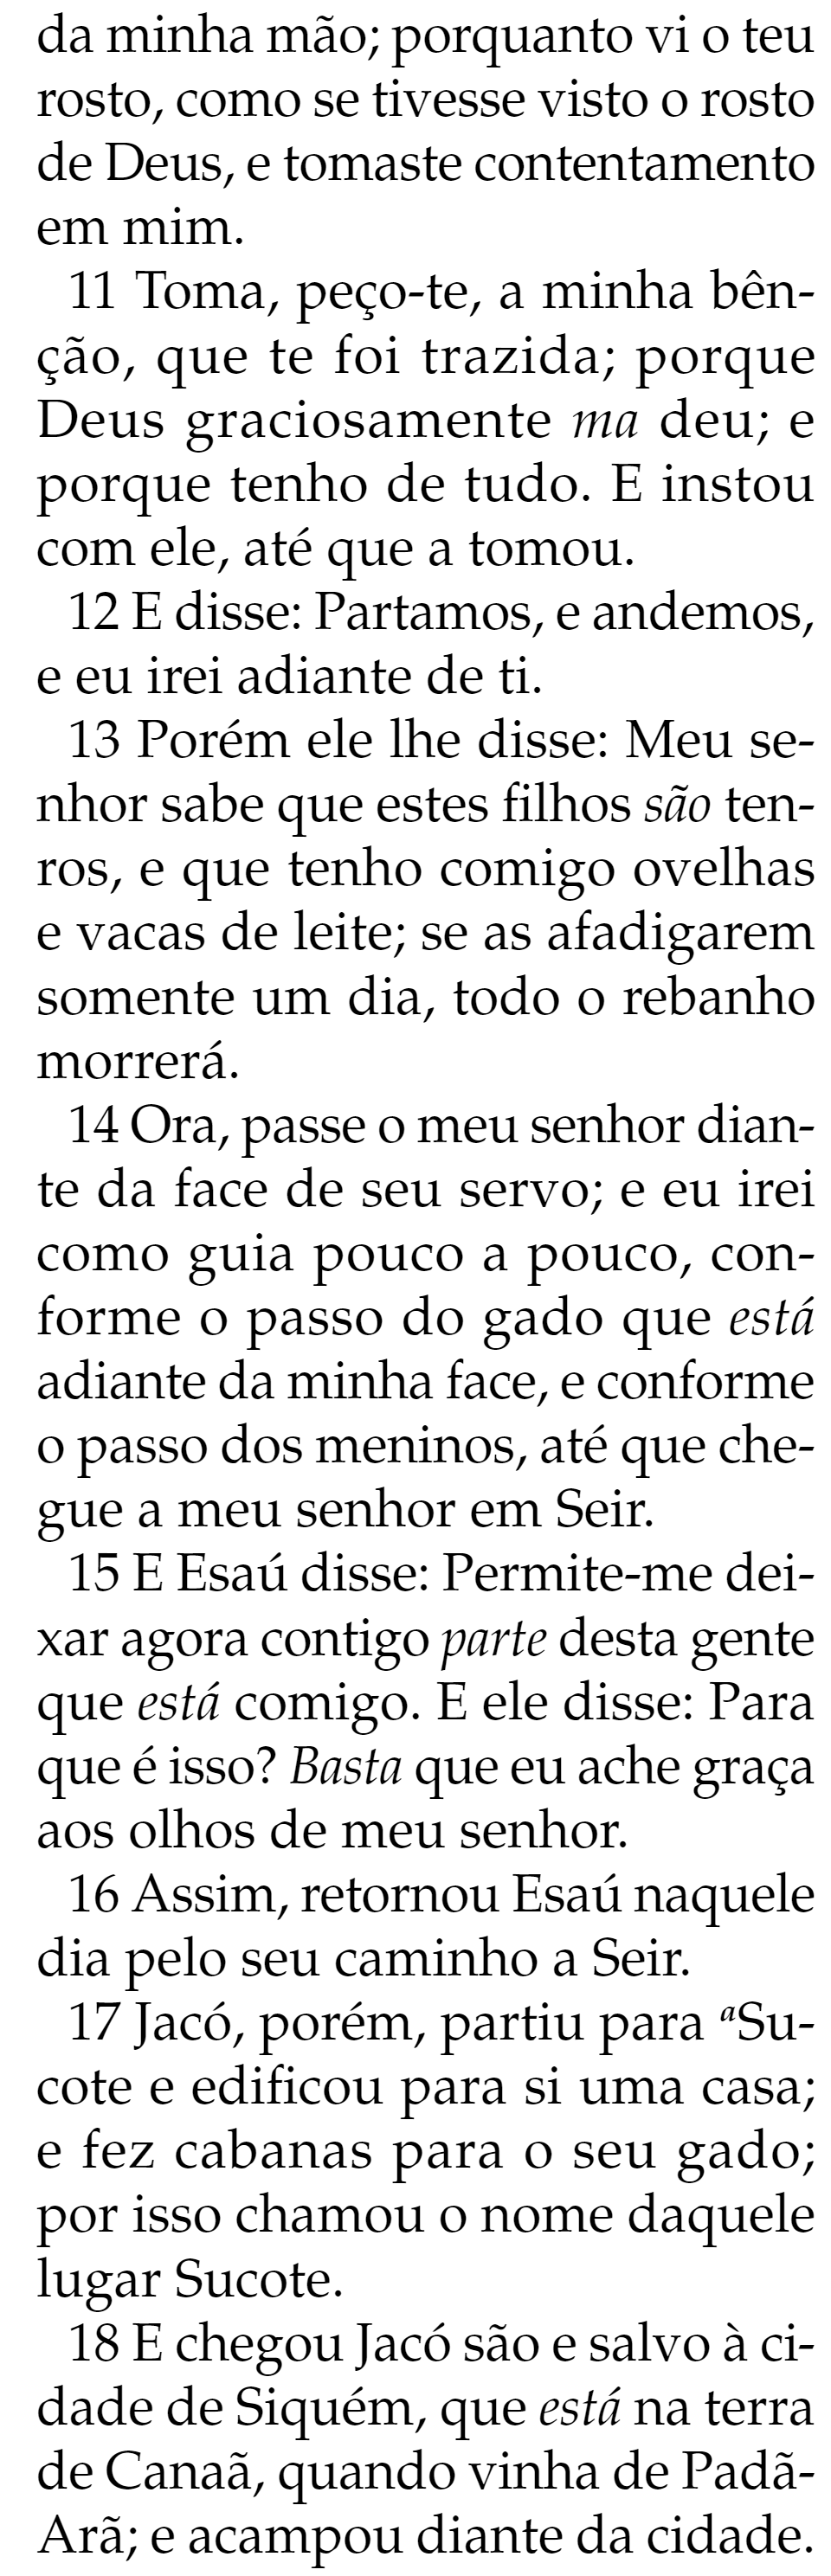 da minha mão; porquanto vi o teu
rosto, como se tivesse visto o rosto
de Deus, e tomaste contentamento
em mim.
11 Toma, peço-te, a minha bên-
ção, que te foi trazida; porque
Deus graciosamente ma deu; e
porque tenho de tudo. E instou
com ele, até que a tomou.
12 E disse: Partamos, e andemos,
e eu irei adiante de ti.
13 Porém ele lhe disse: Meu se-
nhor sabe que estes filhos são ten-
ros, e que tenho comigo ovelhas
e vacas de leite; se as afadigarem
somente um dia, todo o rebanho
morrerá.
14 Ora, passe o meu senhor dian-
te da face de seu servo; e eu irei
como guia pouco a pouco, con-
forme o passo do gado que está
adiante da minha face, e conforme
o passo dos meninos, até que che-
gue a meu senhor em Seir.
15 E Esaú disse: Permite-me dei-
xar agora contigo parte desta gente
que está comigo. E ele disse: Para
que é isso? Basta que eu ache graça
aos olhos de meu senhor.
16 Assim, retornou Esaú naquele
dia pelo seu caminho a Seir.
17 Jacó, porém, partiu para aSu-
cote e edificou para si uma casa;
e fez cabanas para o seu gado;
por isso chamou o nome daquele
lugar Sucote.
18 E chegou Jacó são e salvo à ci-
dade de Siquém, que está na terra
de Canaã, quando vinha de Padã-
Arã; e acampou diante da cidade.